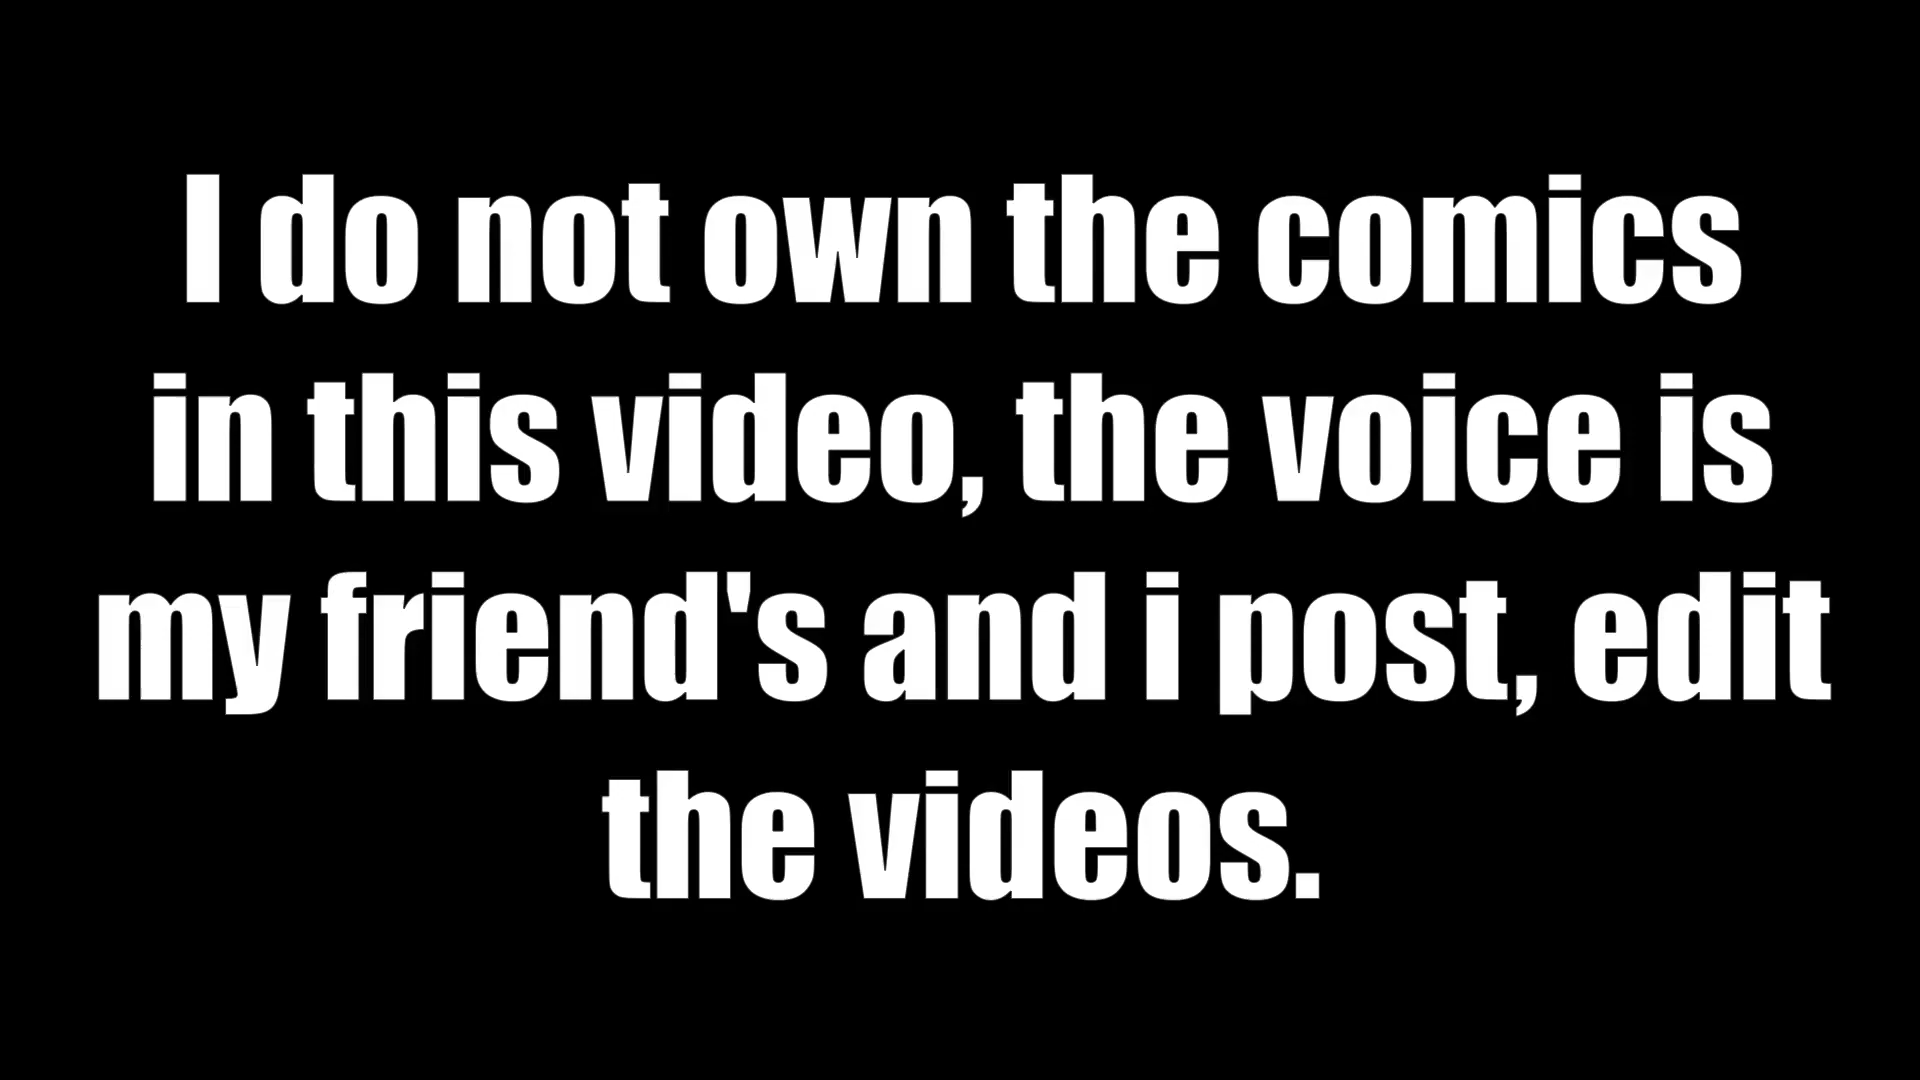 I do not own the comics
in this video, the voice is
my friend's and i post, edit
the videos.